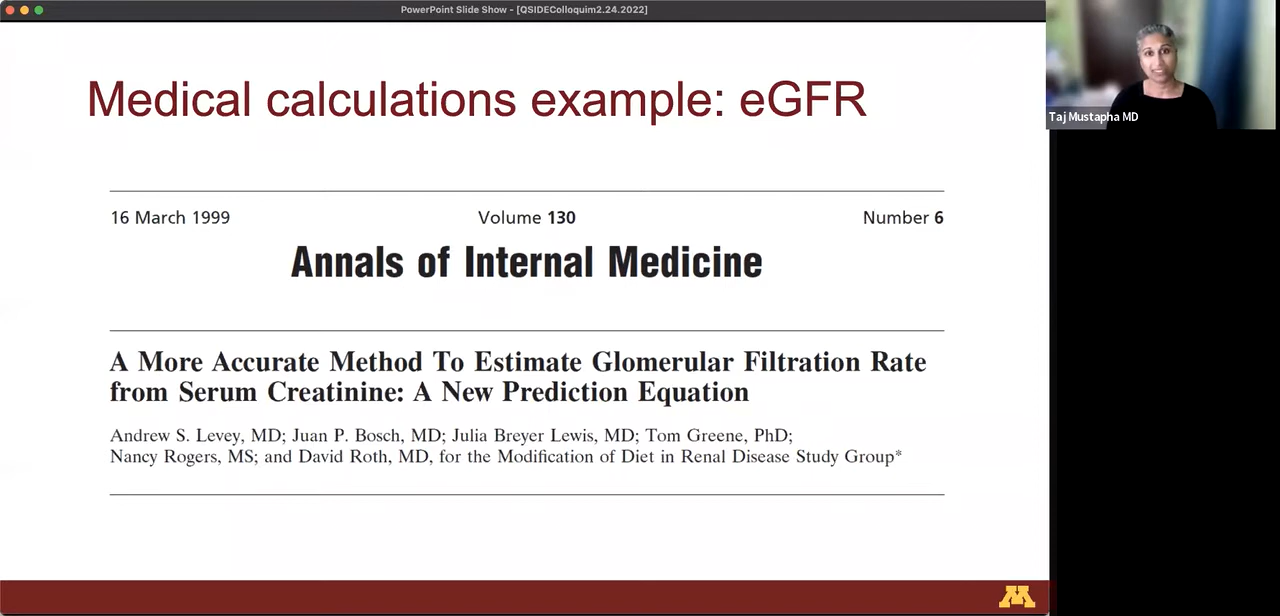 PowerPoint Slide Show - [QSIDEColloquim2.24.2022]
Medical calculations example: eGFR
Taj Mustapha MD
16 March 1999 Volume 130 Number 6
Annals of Internal Medicine
A More Accurate Method To Estimate Glomerular Filtration Rate
from Serum Creatinine: A New Prediction Equation
Andrew S. Levey, MD; Juan P. Bosch, MD; Julia Breyer Lewis, MD; Tom Greene, PhD;
Nancy Rogers, MS; and David Roth, MD, for the Modification of Diet in Renal Disease Study Group*
M